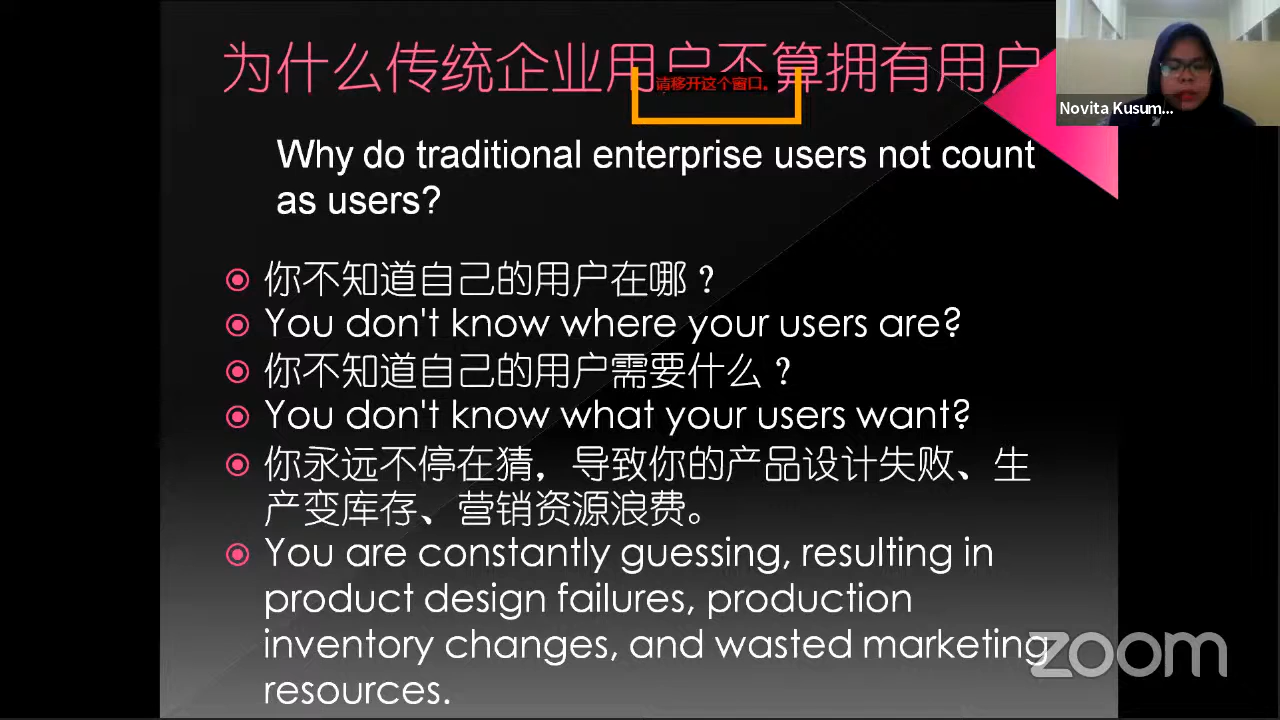 为什么传统企业用户不算拥有用户
请移开这个窗口。
Novita Kusum...
Why do traditional enterprise users not count
as users?
你不知道自己的用户在哪？
You don't know where your users are?
你不知道自己的用户需要什么？
You don't know what your users want?
你永远不停在猜，导致你的产品设计失败、生
产变库存、营销资源浪费。
You are constantly guessing, resulting in
product design failures, production
inventory changes, and wasted marketing
resources.
zoom